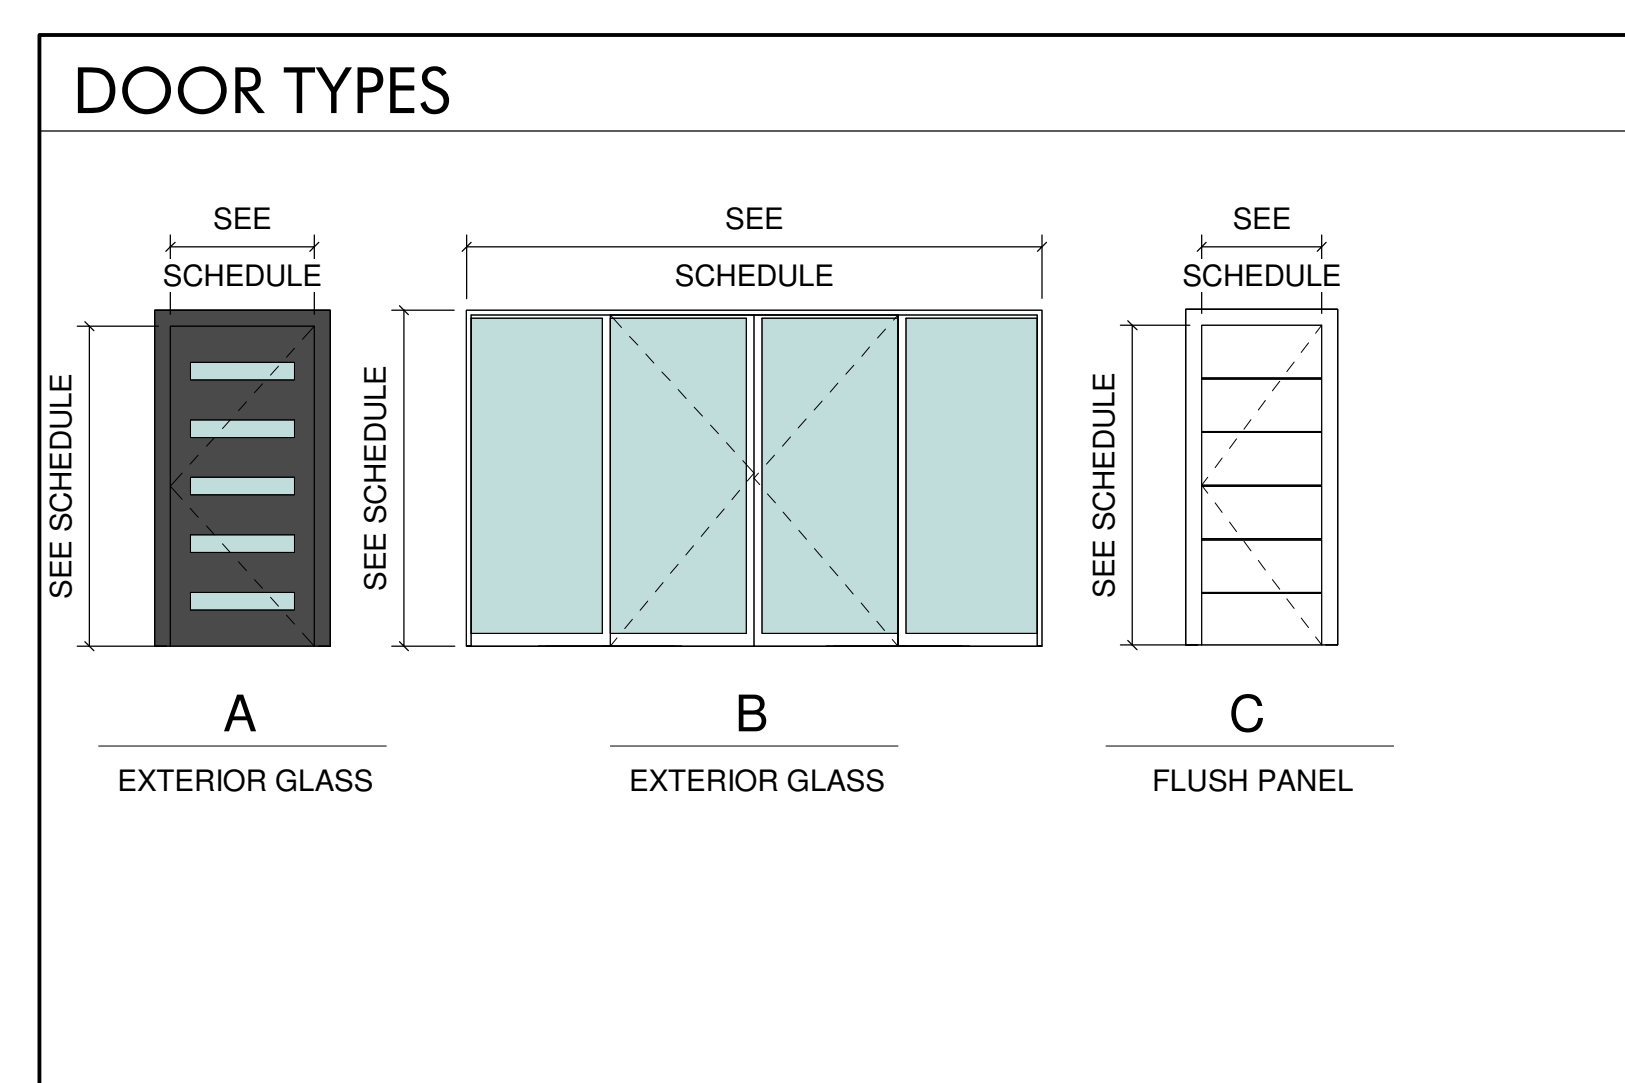 DOOR TYPES
SEE
SCHEDULE
SEE SCHEDULE
A
EXTERIOR GLASS
SEE
SCHEDULE
SEE SCHEDULE
B
EXTERIOR GLASS
SEE
SCHEDULE
SEE SCHEDULE
C
FLUSH PANEL